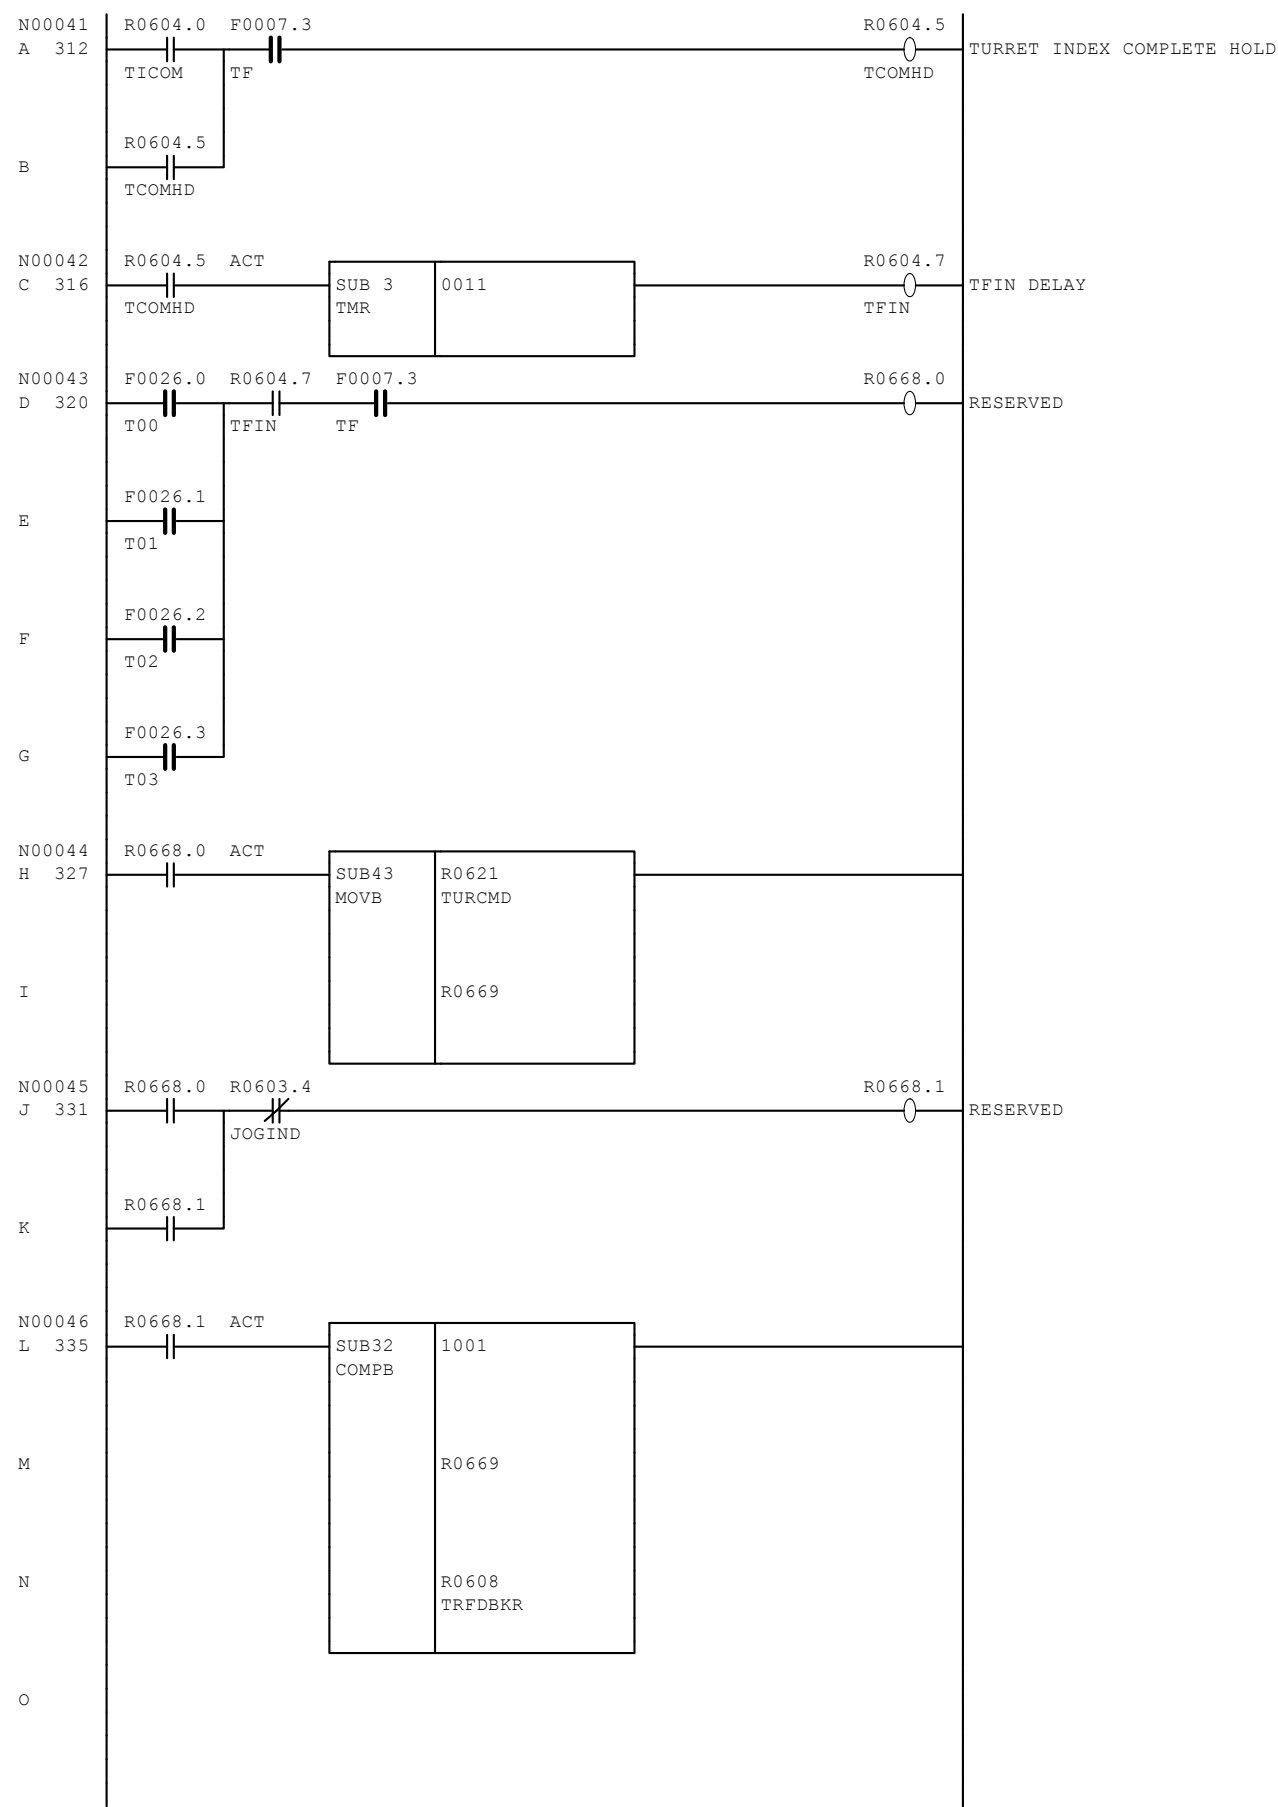 N00041 R0604.0 F0007.3 R0604.5
A 312 TURRET INDEX COMPLETE HOLD
TICOM TF TCOMHD
R0604.5
B
TCOMHD
N00042 R0604.5 ACT R0604.7
C 316 SUB 3 0011 TFIN DELAY
TCOMHD TMR TFIN
N00043 F0026.0 R0604.7 F0007.3 R0668.0
D 320 RESERVED
T00 TFIN TF
F0026.1
E
T01
F0026.2
F
T02
F0026.3
G
T03
N00044 R0668.0 ACT
H 327 SUB43 R0621
MOVB TURCMD
I R0669
N00045 R0668.0 R0603.4 R0668.1
J 331 RESERVED
JOGIND
R0668.1
K
N00046 R0668.1 ACT
L 335 SUB32 1001
COMPB
M R0669
N R0608
TRFDBKR
O